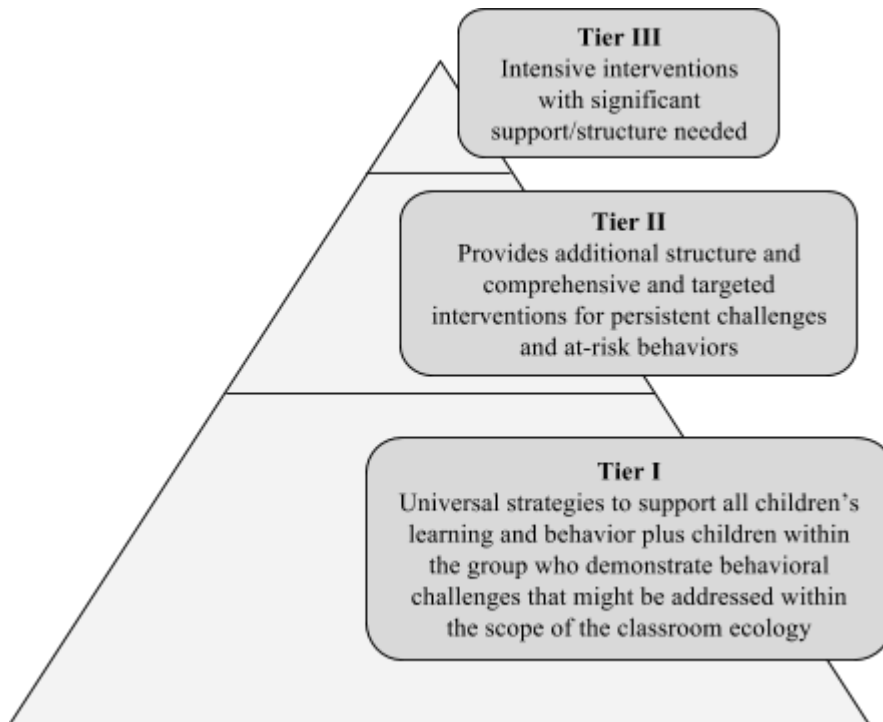 Tier III
Intensive interventions
with significant
support/structure needed
Tier II
Provides additional structure and
comprehensive and targeted
interventions for persistent challenges
and at-risk behaviors
Tier I
Universal strategies to support all children’s
learning and behavior plus children within
the group who demonstrate behavioral
challenges that might be addressed within
the scope of the classroom ecology